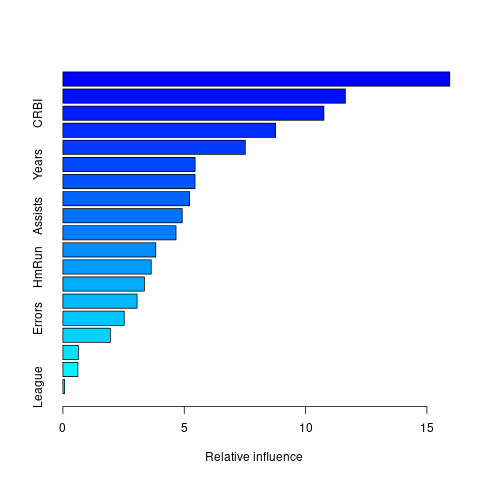 CRBI
Years
Assists
HmRun
Errors
League
0 5 10 15
Relative influence